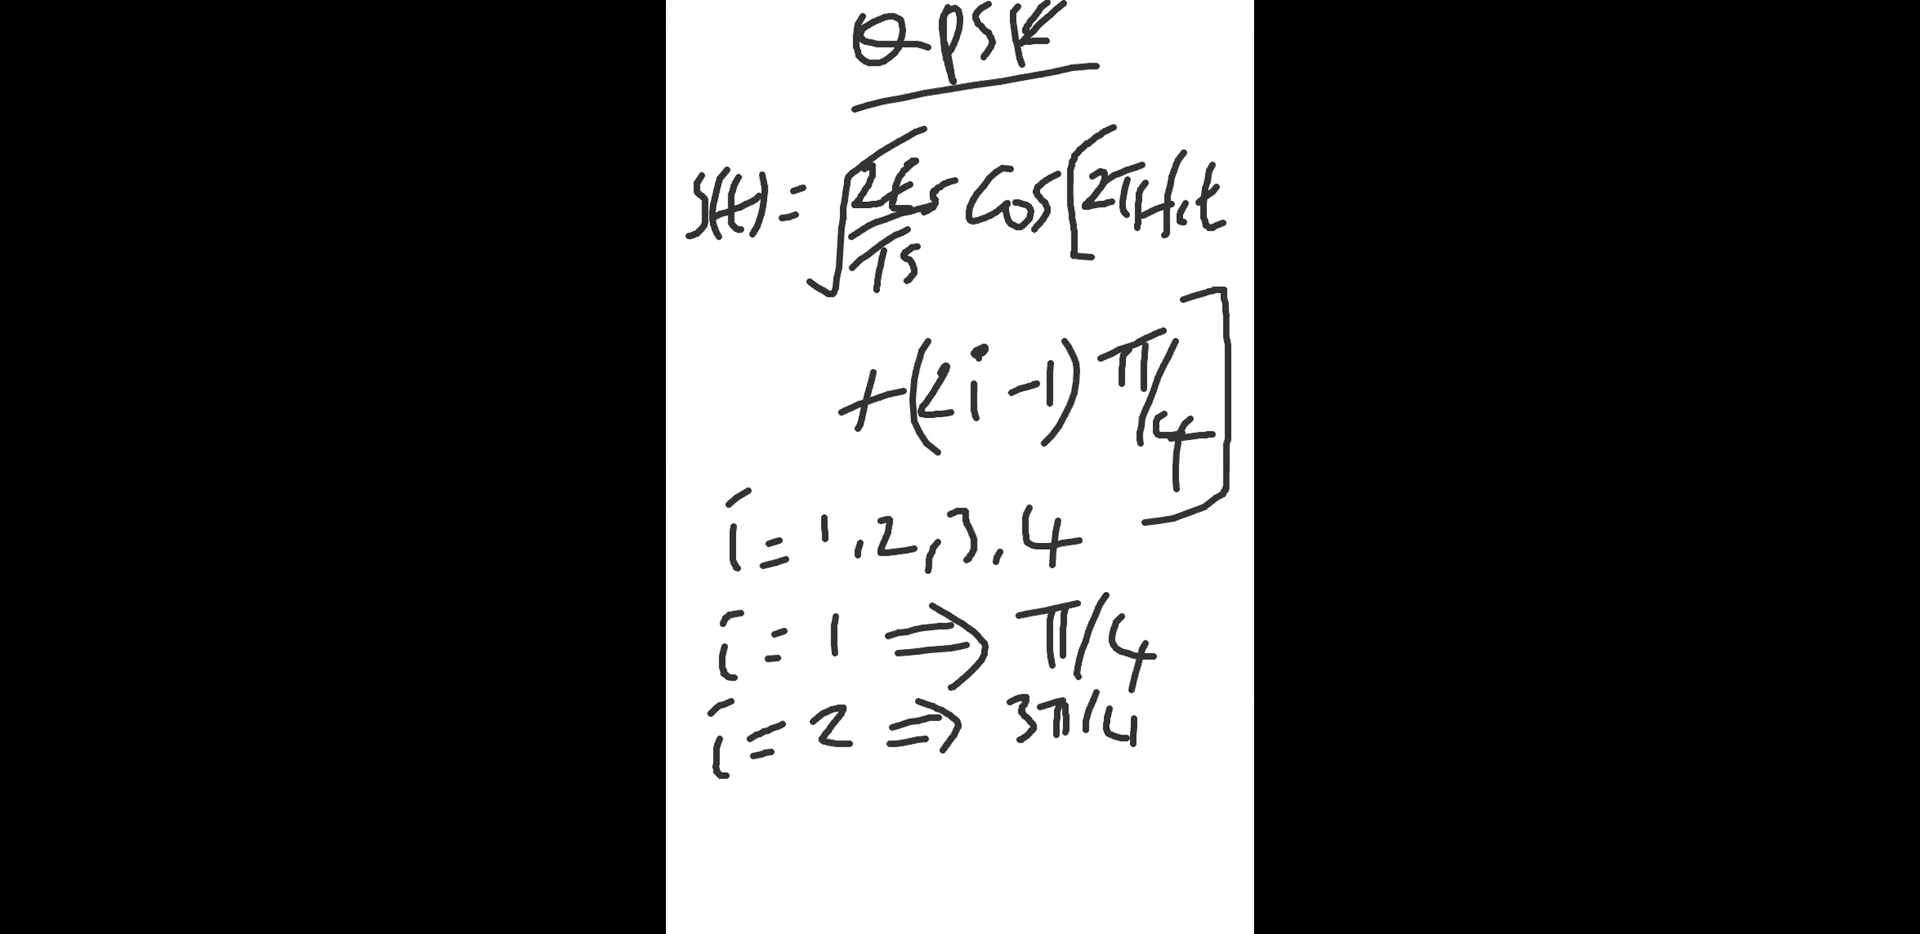 QPSK
s(t) = √2Es/Ts Cos[2πfct
+(2i-1)π/4]
i = 1,2,3,4
i = 1 ⇒ π/4
i = 2 ⇒ 3π/4